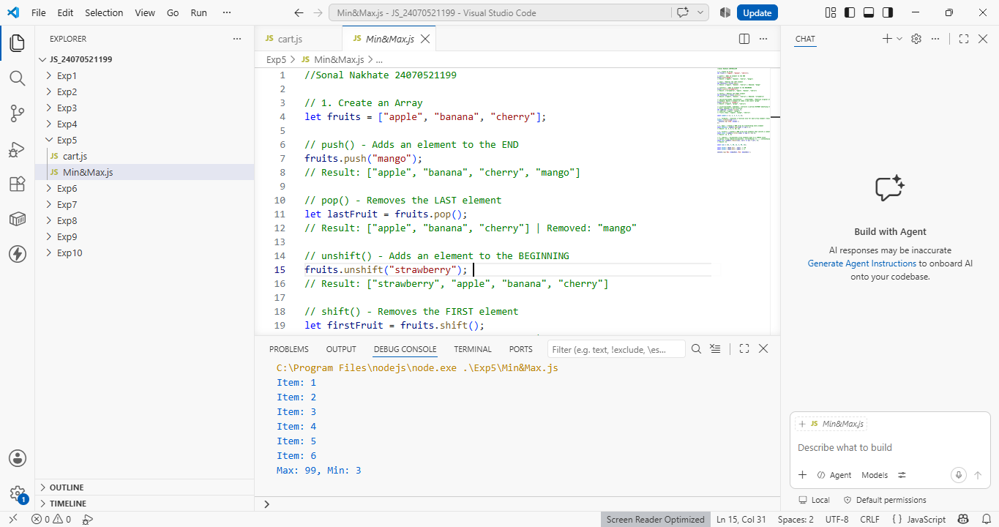 File Edit Selection View Go Run ···
Min&Max.js - JS_24070521199 - Visual Studio Code
Update
EXPLORER
JS_24070521199
Exp1
Exp2
Exp3
Exp4
Exp5
JS cart.js
JS Min&Max.js
Exp6
Exp7
Exp8
Exp9
Exp10
OUTLINE
TIMELINE
1
JS cart.js
JS Min&Max.js
Exp5 > JS Min&Max.js > ...
1 //Sonal Nakhate 24070521199
2
3 // 1. Create an Array
4 let fruits = ["apple", "banana", "cherry"];
5
6 // push() - Adds an element to the END
7 fruits.push("mango");
8 // Result: ["apple", "banana", "cherry", "mango"]
9
10 // pop() - Removes the LAST element
11 let lastFruit = fruits.pop();
12 // Result: ["apple", "banana", "cherry"] | Removed: "mango"
13
14 // unshift() - Adds an element to the BEGINNING
15 fruits.unshift("strawberry");
16 // Result: ["strawberry", "apple", "banana", "cherry"]
17
18 // shift() - Removes the FIRST element
19 let firstFruit = fruits.shift();
PROBLEMS OUTPUT DEBUG CONSOLE TERMINAL PORTS
Filter (e.g. text, !exclude, \es...
C:\Program Files\nodejs\node.exe .\Exp5\Min&Max.js
Item: 1
Item: 2
Item: 3
Item: 4
Item: 5
Item: 6
Max: 99, Min: 3
CHAT
Build with Agent
AI responses may be inaccurate
Generate Agent Instructions to onboard AI
onto your codebase.
JS Min&Max.js
Describe what to build
Agent Models
Local Default permissions
0 0
Screen Reader Optimized Ln 15, Col 31 Spaces: 2 UTF-8 CRLF {} JavaScript